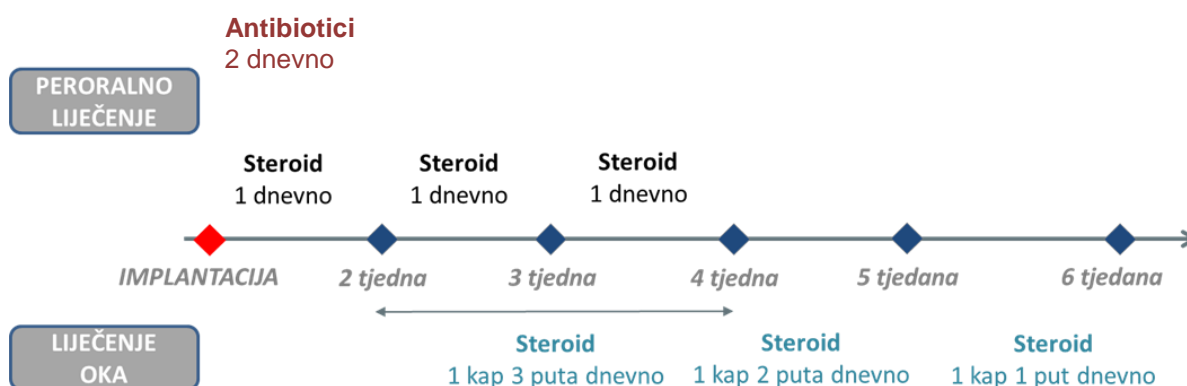 Antibiotici
2 dnevno
PERORALNO
LIJEČENJE
Steroid
1 dnevno
Steroid
1 dnevno
Steroid
1 dnevno
IMPLANTACIJA
2 tjedna
3 tjedna
4 tjedna
5 tjedana
6 tjedana
LIJEČENJE
OKA
Steroid
1 kap 3 puta dnevno
Steroid
1 kap 2 puta dnevno
Steroid
1 kap 1 put dnevno